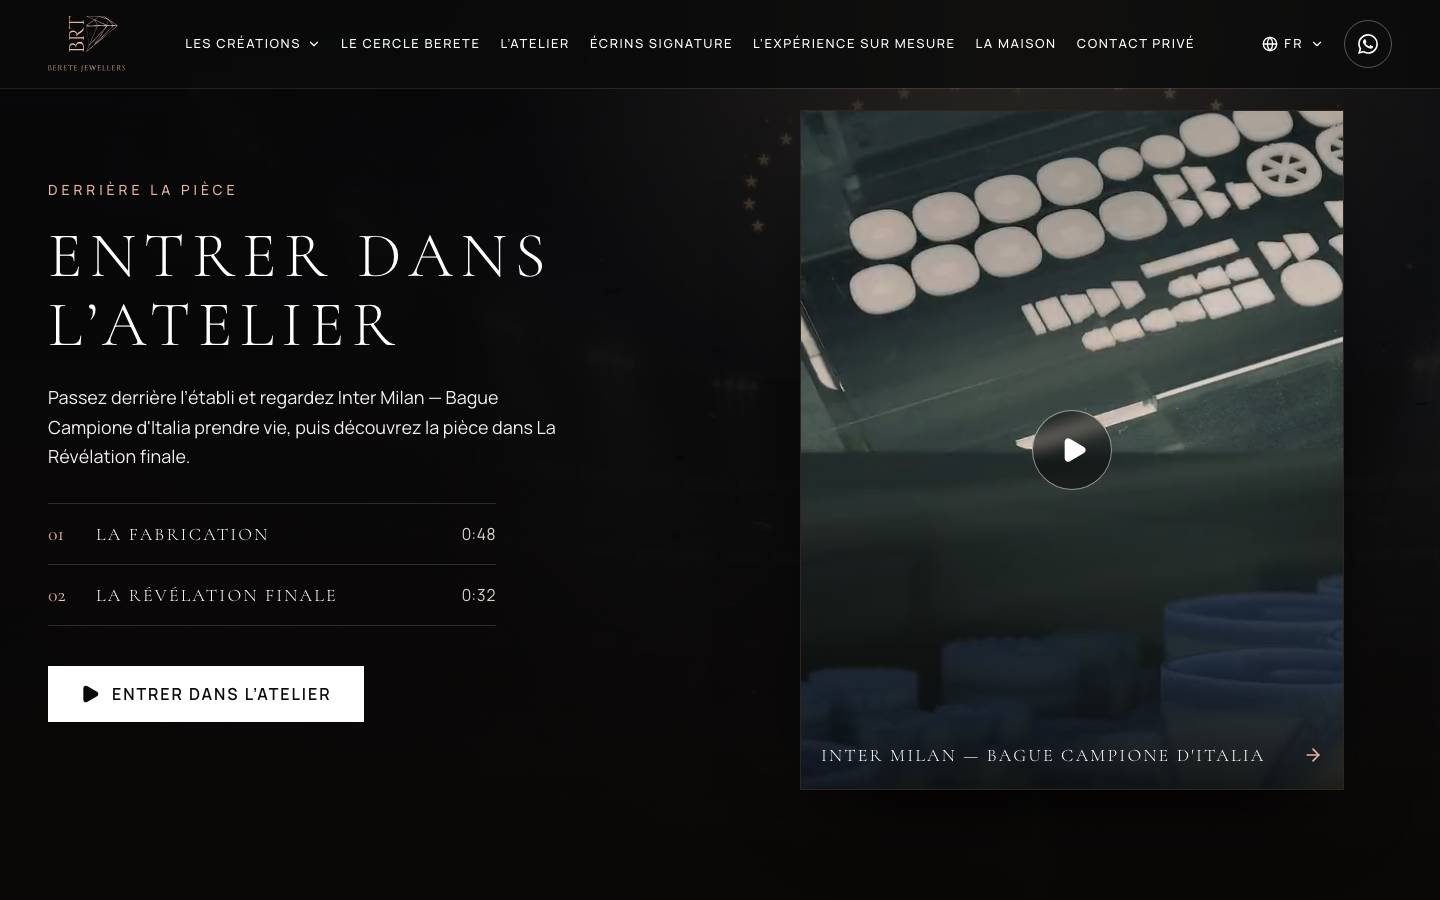 BRT
BERETE JEWELLERS
LES CRÉATIONS
LE CERCLE BERETE
L’ATELIER
ÉCRINS SIGNATURE
L’EXPÉRIENCE SUR MESURE
LA MAISON
CONTACT PRIVÉ
FR
DERRIÈRE LA PIÈCE
ENTRER DANS
L’ATELIER
Passez derrière l’établi et regardez Inter Milan — Bague
Campione d'Italia prendre vie, puis découvrez la pièce dans La
Révélation finale.
01 LA FABRICATION 0:48
02 LA RÉVÉLATION FINALE 0:32
ENTRER DANS L’ATELIER
INTER MILAN — BAGUE CAMPIONE D'ITALIA